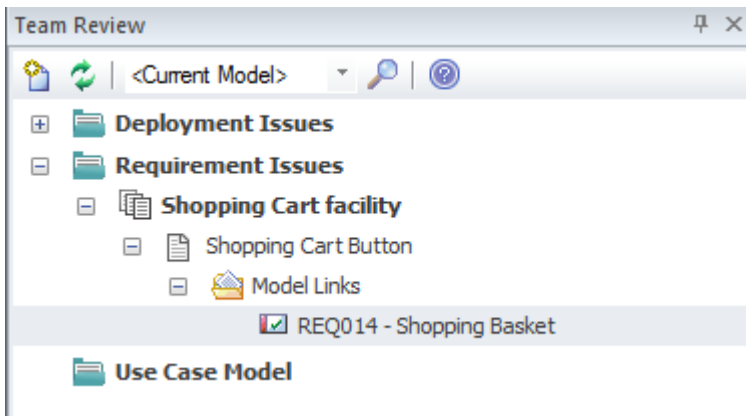 Team Review
<Current Model>
Deployment Issues
Requirement Issues
Shopping Cart facility
Shopping Cart Button
Model Links
REQ014 - Shopping Basket
Use Case Model